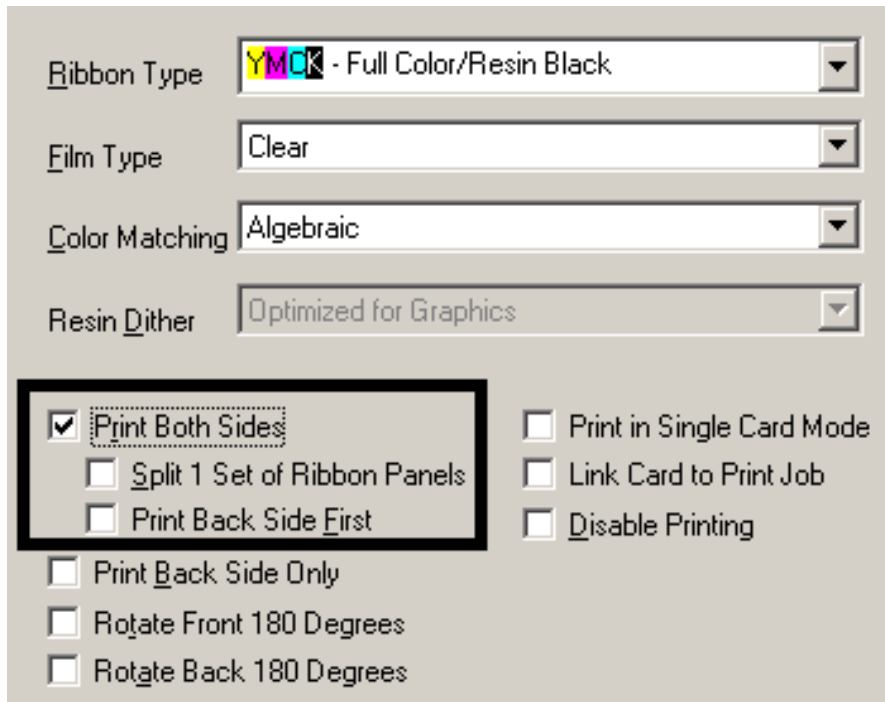 Ribbon Type YMCK - Full Color/Resin Black
Film Type Clear
Color Matching Algebraic
Resin Dither Optimized for Graphics
Print Both Sides
Split 1 Set of Ribbon Panels
Print Back Side First
Print Back Side Only
Rotate Front 180 Degrees
Rotate Back 180 Degrees
Print in Single Card Mode
Link Card to Print Job
Disable Printing